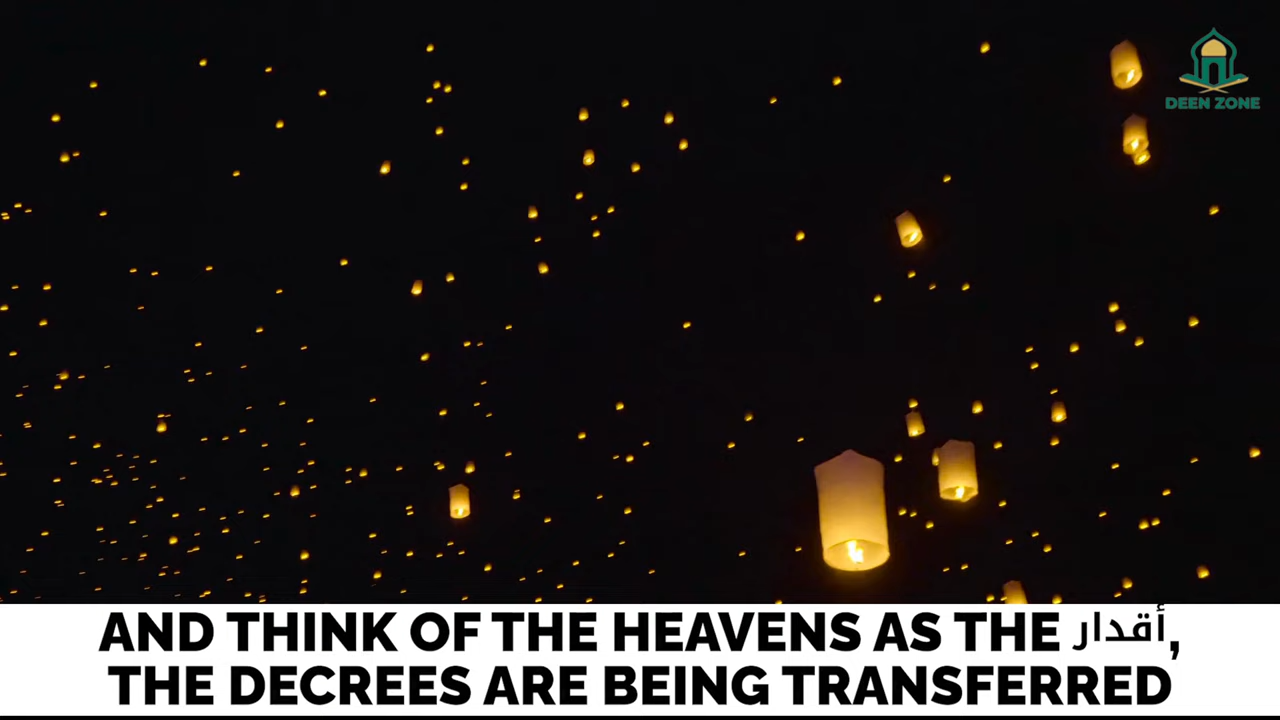 DEEN ZONE
AND THINK OF THE HEAVENS AS THE أقدار,
THE DECREES ARE BEING TRANSFERRED